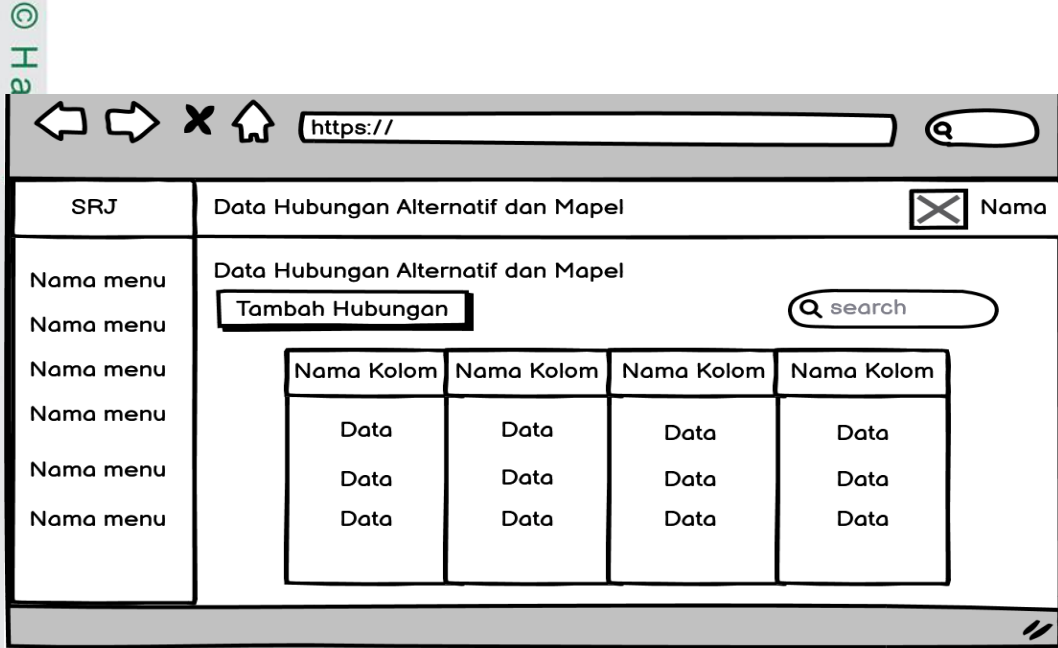 © Ha
https://
SRJ
Data Hubungan Alternatif dan Mapel
Nama
Nama menu
Nama menu
Nama menu
Nama menu
Nama menu
Nama menu
Data Hubungan Alternatif dan Mapel
Tambah Hubungan
search
Nama Kolom Nama Kolom Nama Kolom Nama Kolom
Data Data Data Data
Data Data Data Data
Data Data Data Data